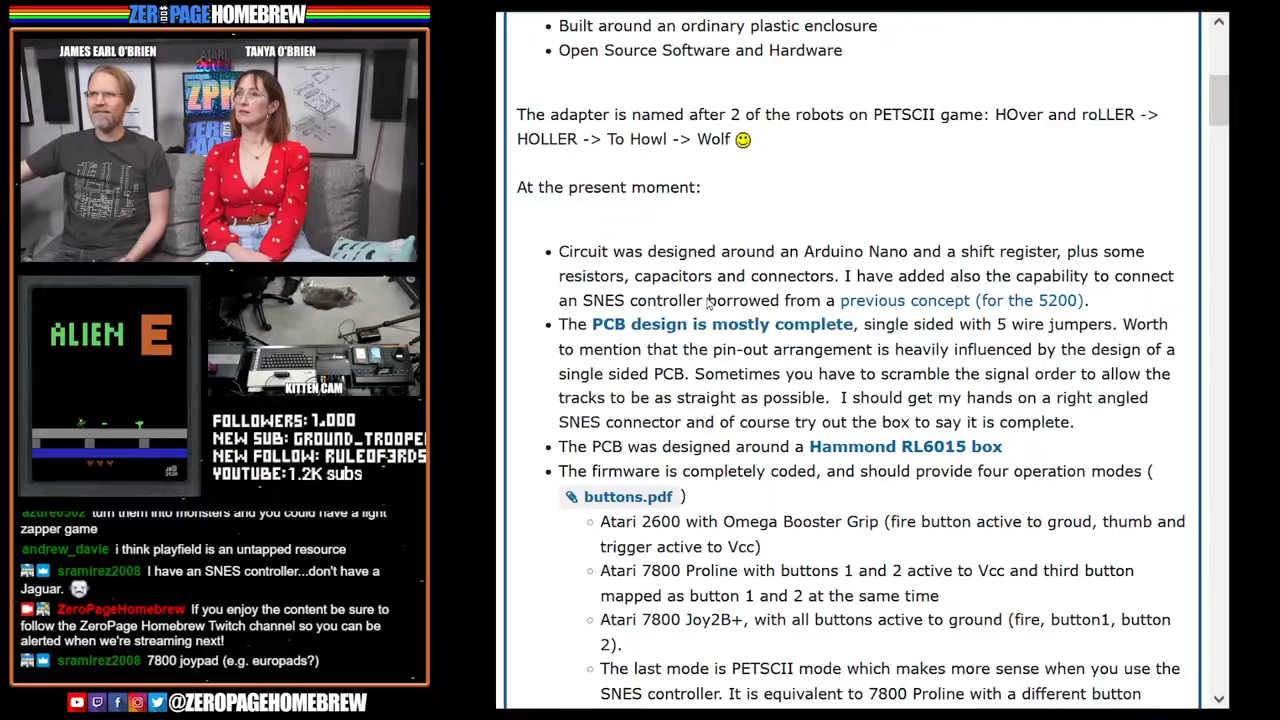 ZEROPAGEHOMEBREW
JAMES EARL O'BRIEN
TANYA O'BRIEN
ATARI
ZPH
ALIEN E
KITTEN CAM
FOLLOWERS: 1,000
NEW SUB: GROUND_TROOPER
NEW FOLLOW: RULEOF3RDS
YOUTUBE: 1.2K subs
azure0502 turn them into monsters and you could have a light
zapper game
andrew_davie i think playfield is an untapped resource
sramirez2008 I have an SNES controller...don't have a
Jaguar.
ZeroPageHomebrew If you enjoy the content be sure to
follow the ZeroPage Homebrew Twitch channel so you can be
alerted when we're streaming next!
sramirez2008 7800 joypad (e.g. europads?)
@ZEROPAGEHOMEBREW
• Built around an ordinary plastic enclosure
• Open Source Software and Hardware
The adapter is named after 2 of the robots on PETSCII game: HOver and roLLER ->
HOLLER -> To Howl -> Wolf
At the present moment:
• Circuit was designed around an Arduino Nano and a shift register, plus some
resistors, capacitors and connectors. I have added also the capability to connect
an SNES controller borrowed from a previous concept (for the 5200).
• The PCB design is mostly complete, single sided with 5 wire jumpers. Worth
to mention that the pin-out arrangement is heavily influenced by the design of a
single sided PCB. Sometimes you have to scramble the signal order to allow the
tracks to be as straight as possible. I should get my hands on a right angled
SNES connector and of course try out the box to say it is complete.
• The PCB was designed around a Hammond RL6015 box
• The firmware is completely coded, and should provide four operation modes (
buttons.pdf )
○ Atari 2600 with Omega Booster Grip (fire button active to groud, thumb and
trigger active to Vcc)
○ Atari 7800 Proline with buttons 1 and 2 active to Vcc and third button
mapped as button 1 and 2 at the same time
○ Atari 7800 Joy2B+, with all buttons active to ground (fire, button1, button
2).
○ The last mode is PETSCII mode which makes more sense when you use the
SNES controller. It is equivalent to 7800 Proline with a different button